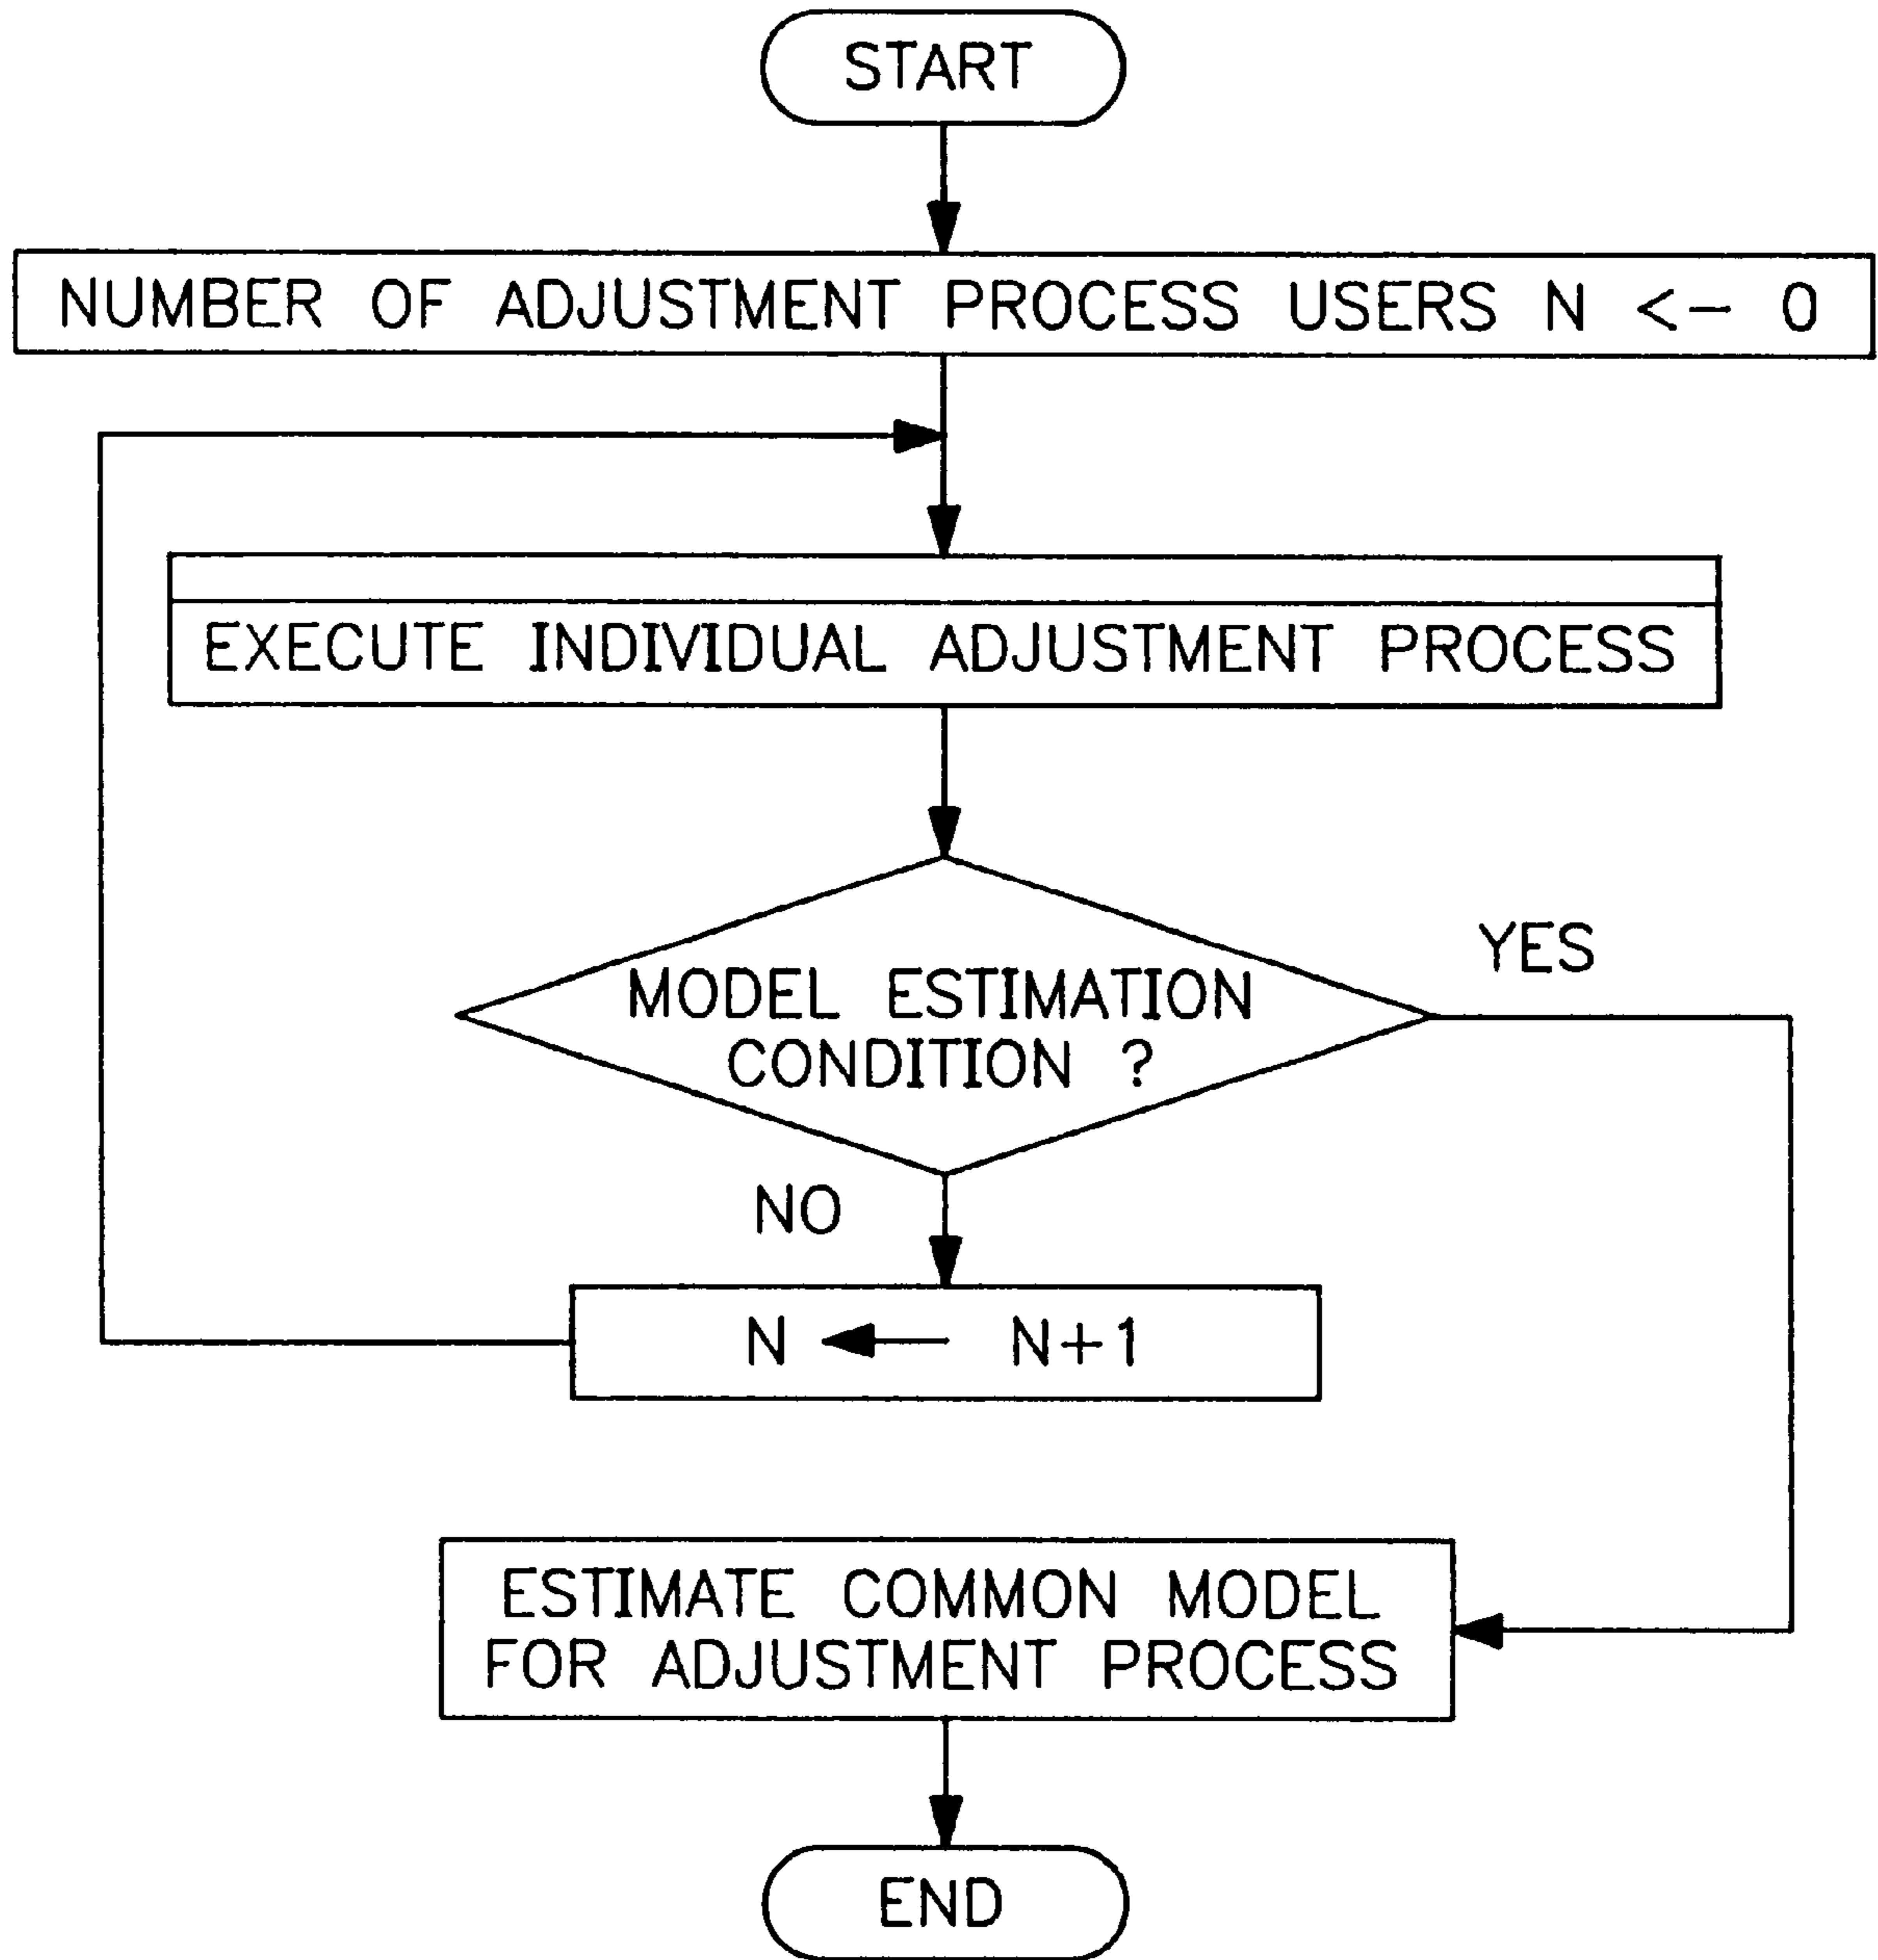 START
NUMBER OF ADJUSTMENT PROCESS USERS N <- 0
EXECUTE INDIVIDUAL ADJUSTMENT PROCESS
MODEL ESTIMATION
CONDITION ?
YES
NO
N ← N+1
ESTIMATE COMMON MODEL
FOR ADJUSTMENT PROCESS
END